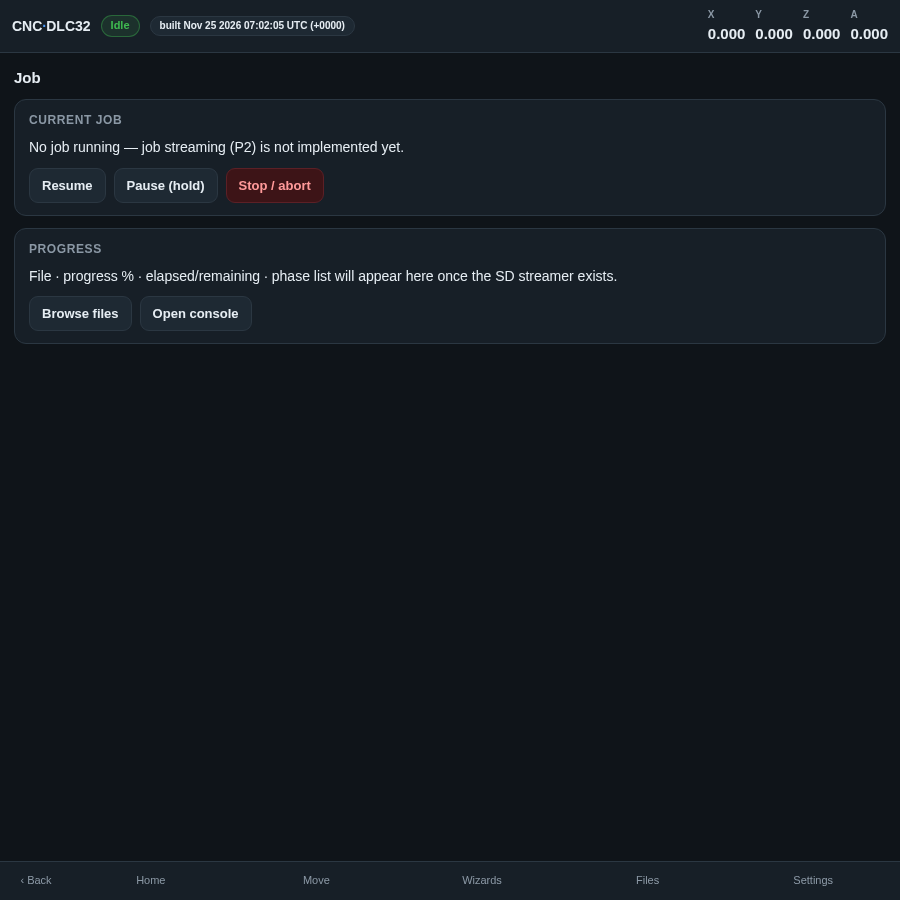 CNC·DLC32 Idle built Nov 25 2026 07:02:05 UTC (+0000)
X Y Z A
0.000 0.000 0.000 0.000
Job
CURRENT JOB
No job running — job streaming (P2) is not implemented yet.
Resume Pause (hold) Stop / abort
PROGRESS
File · progress % · elapsed/remaining · phase list will appear here once the SD streamer exists.
Browse files Open console
‹ Back Home Move Wizards Files Settings